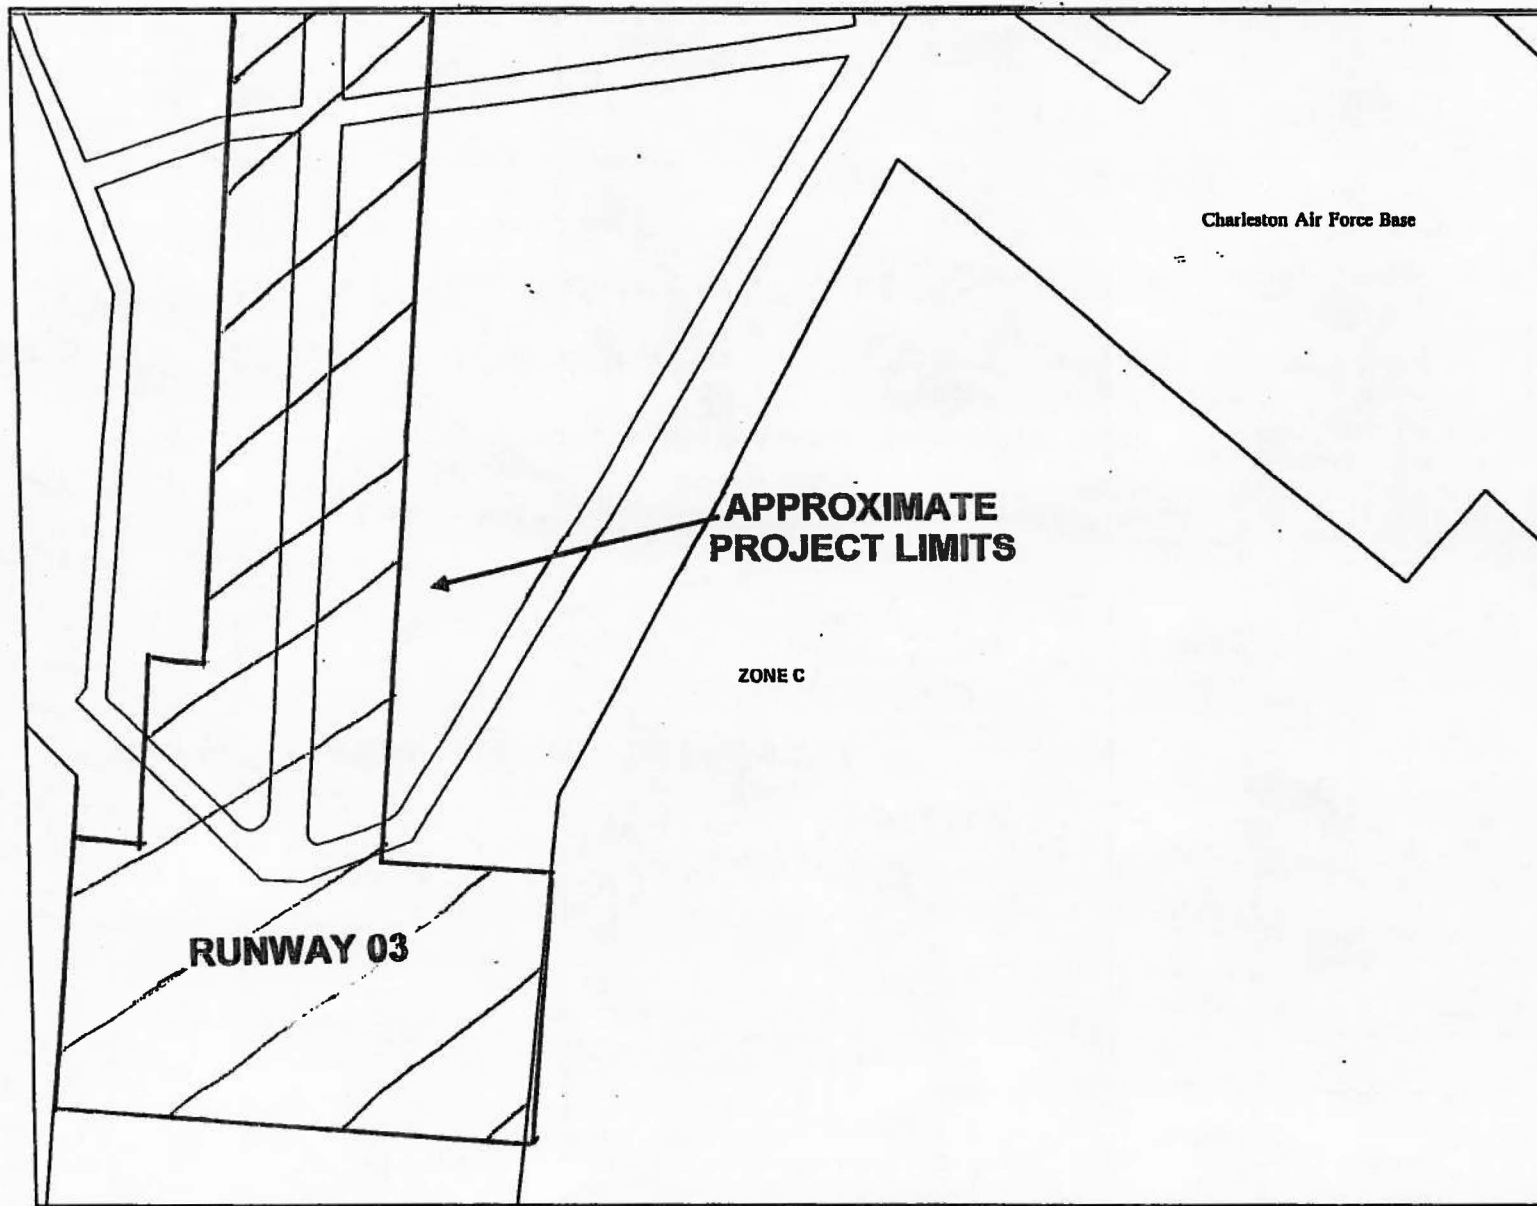 Charleston Air Force Base
APPROXIMATE
PROJECT LIMITS
ZONE C
RUNWAY 03